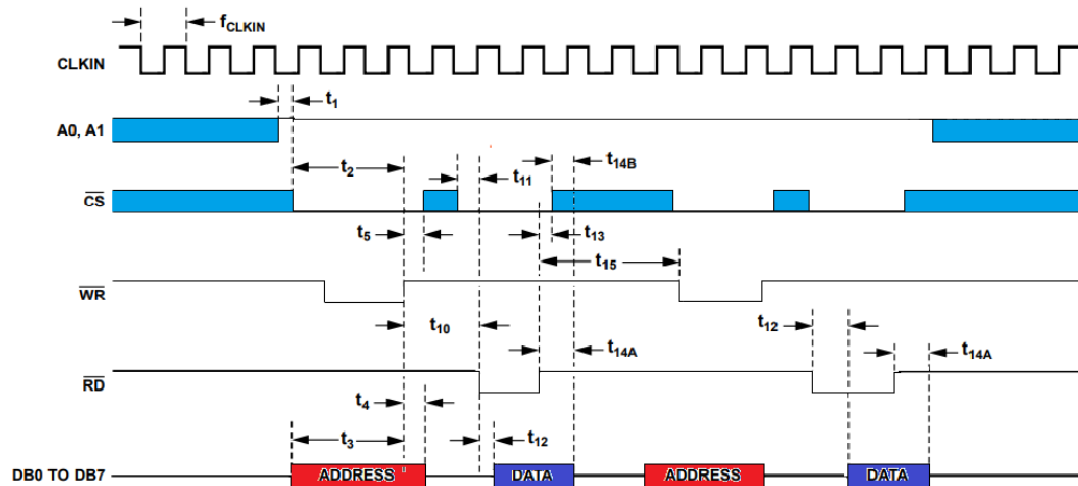 fCLKIN
CLKIN
t1
A0, A1
t2
t11
t14B
CS
t5
t13
t15
WR
t10
t12
t14A
t14A
RD
t4
t3
t12
DB0 TO DB7
ADDRESS
DATA
ADDRESS
DATA